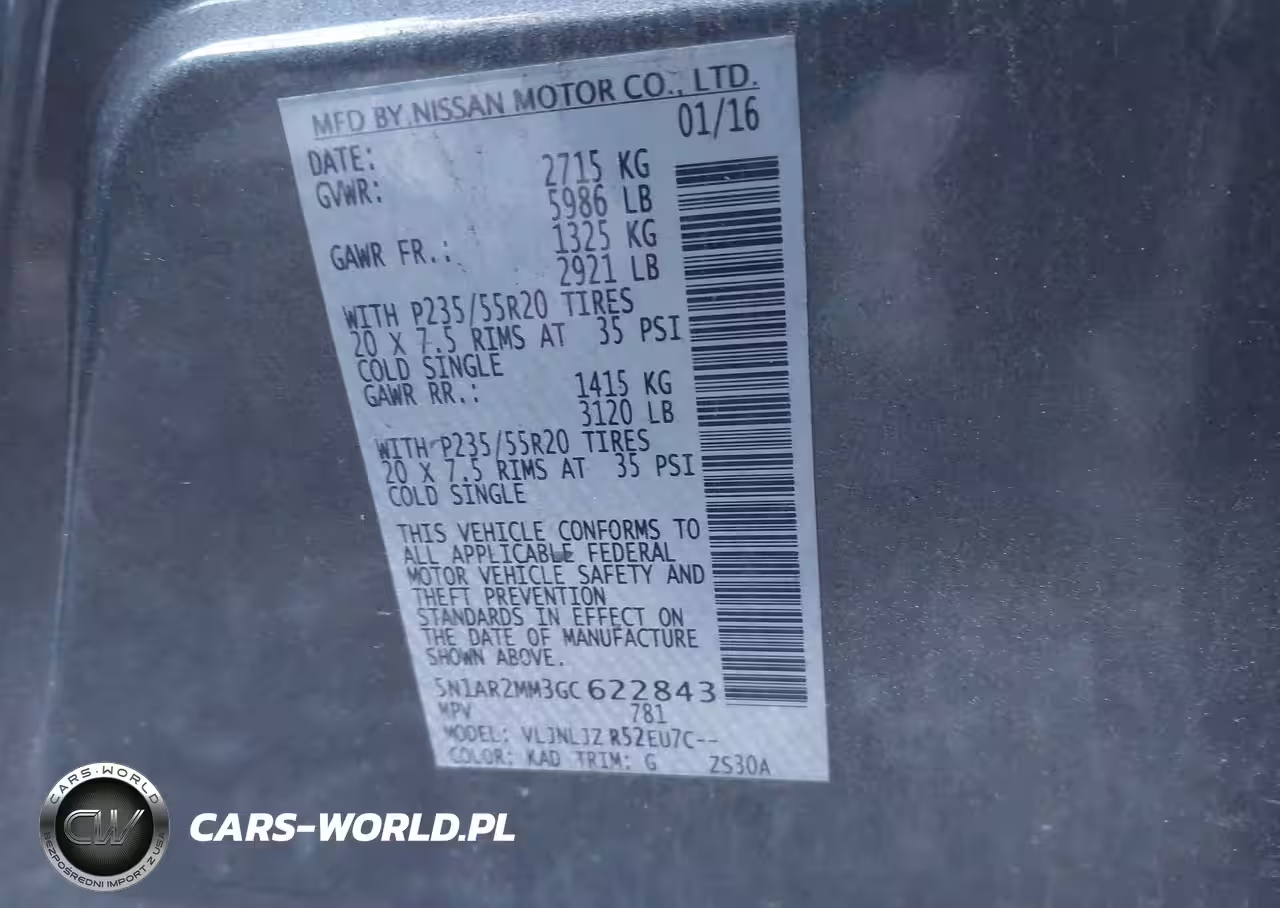 MFD BY NISSAN MOTOR CO., LTD.
DATE: 01/16
GVWR: 2715 KG
5986 LB
GAWR FR.: 1325 KG
2921 LB
WITH P235/55R20 TIRES
20 X 7.5 RIMS AT 35 PSI
COLD SINGLE
GAWR RR.: 1415 KG
3120 LB
WITH P235/55R20 TIRES
20 X 7.5 RIMS AT 35 PSI
COLD SINGLE
THIS VEHICLE CONFORMS TO
ALL APPLICABLE FEDERAL
MOTOR VEHICLE SAFETY AND
THEFT PREVENTION
STANDARDS IN EFFECT ON
THE DATE OF MANUFACTURE
SHOWN ABOVE.
5N1AR2MM3GC622843
MPV 781
MODEL: VLJNLJZ R52EU7C--
COLOR: KAD TRIM: G ZS30A
CARS-WORLD
CW
BEZPOŚREDNI IMPORT Z USA
CARS-WORLD.PL